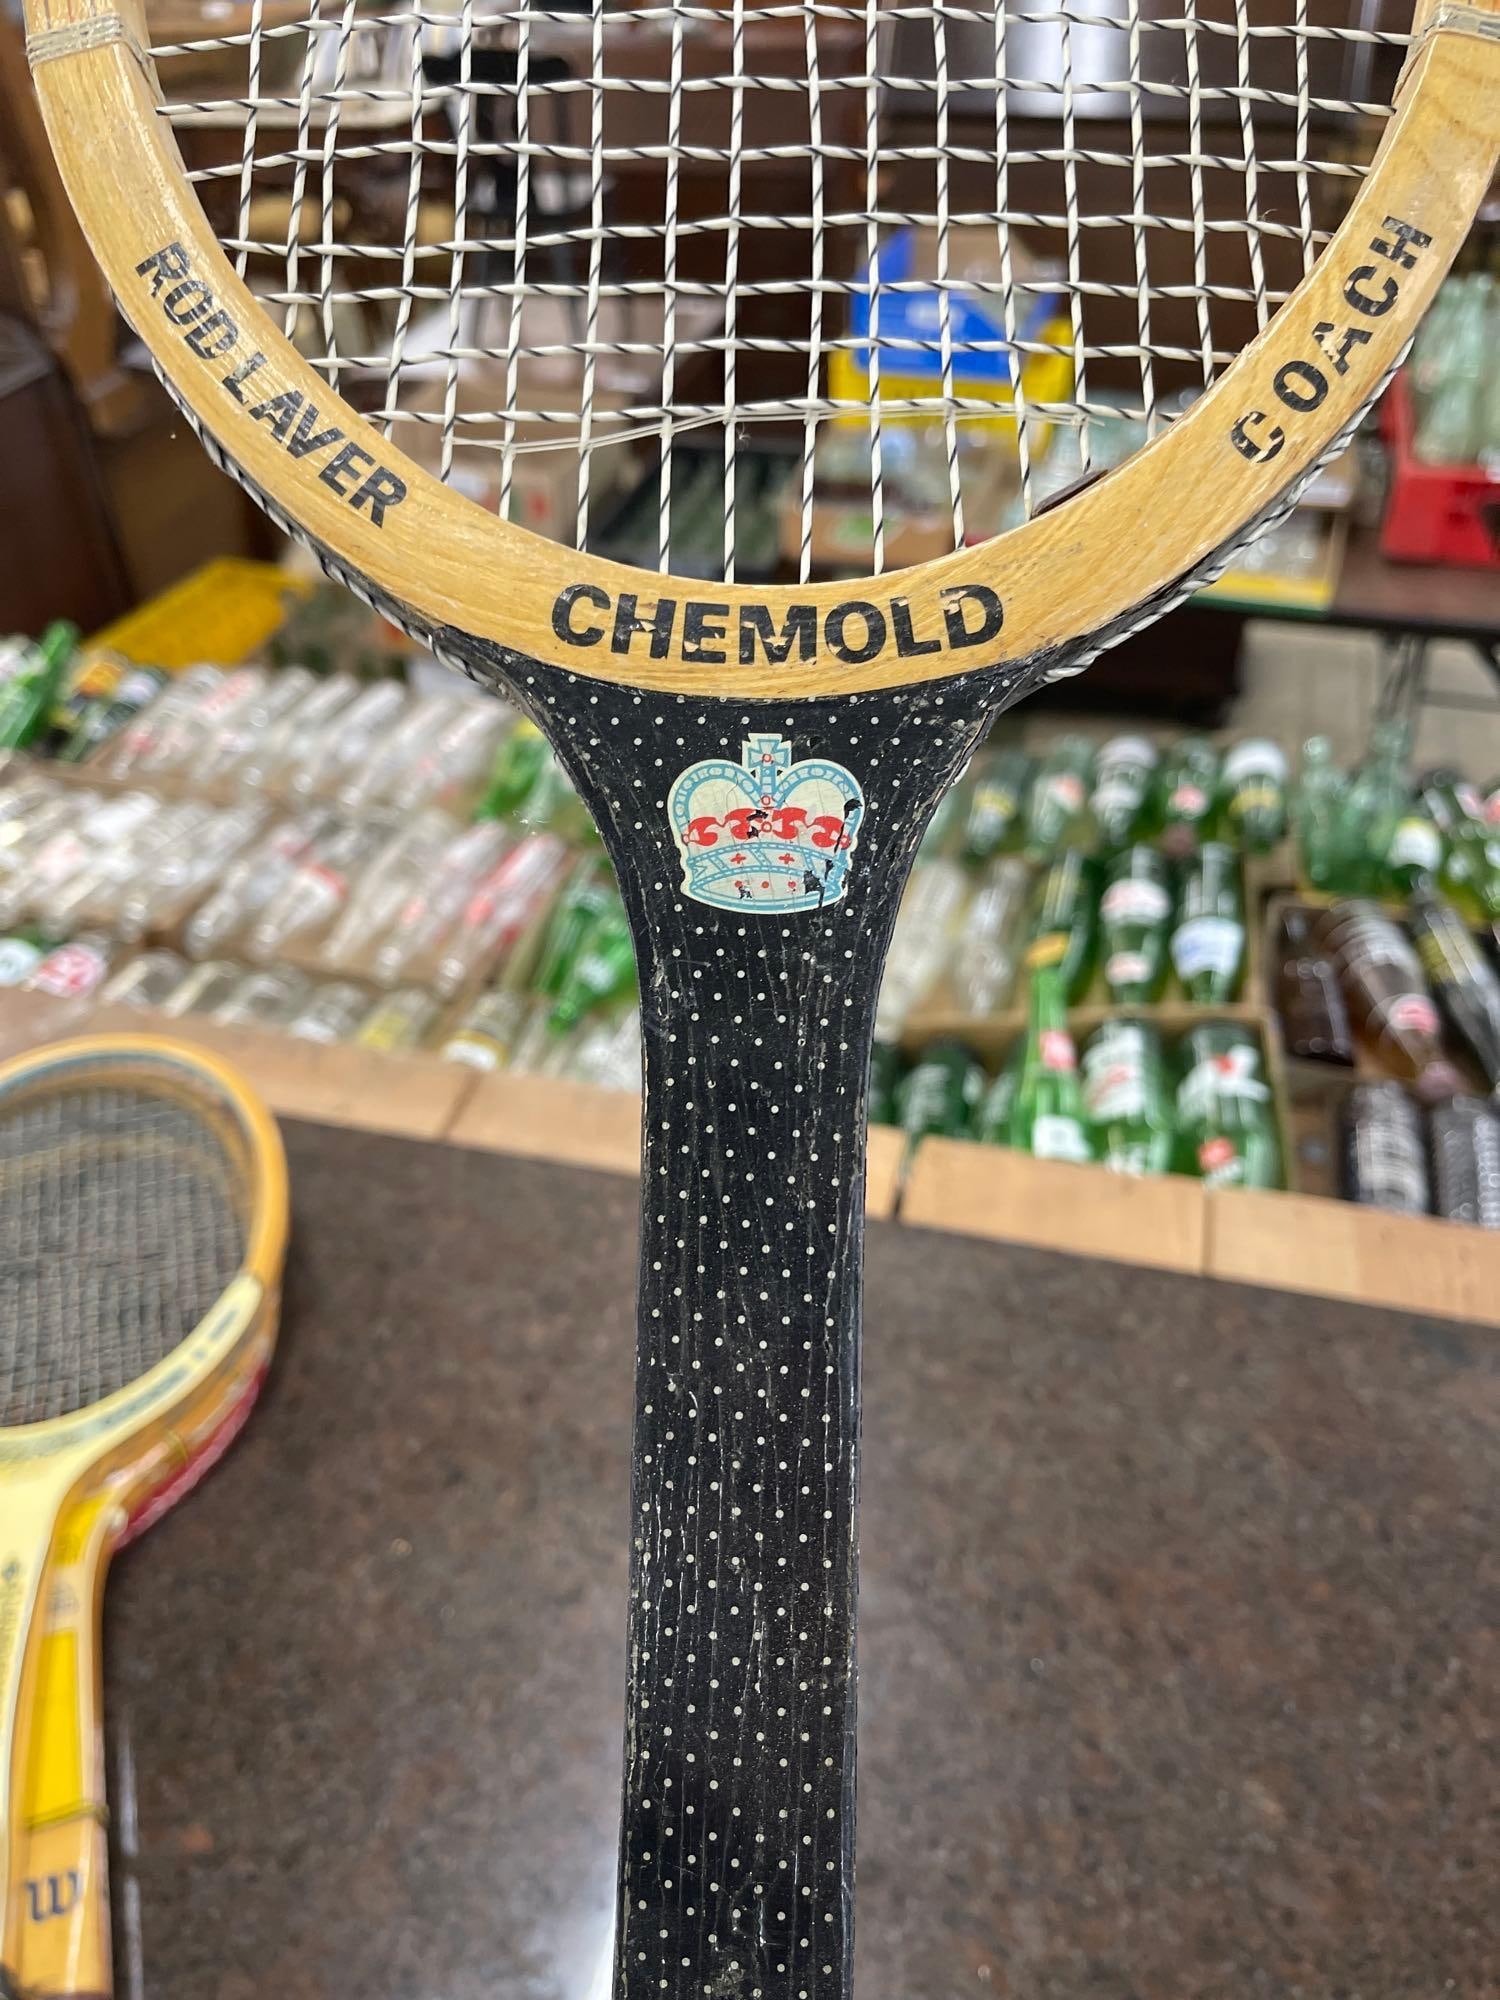 ROD LAVER
COACH
CHEMOLD
W